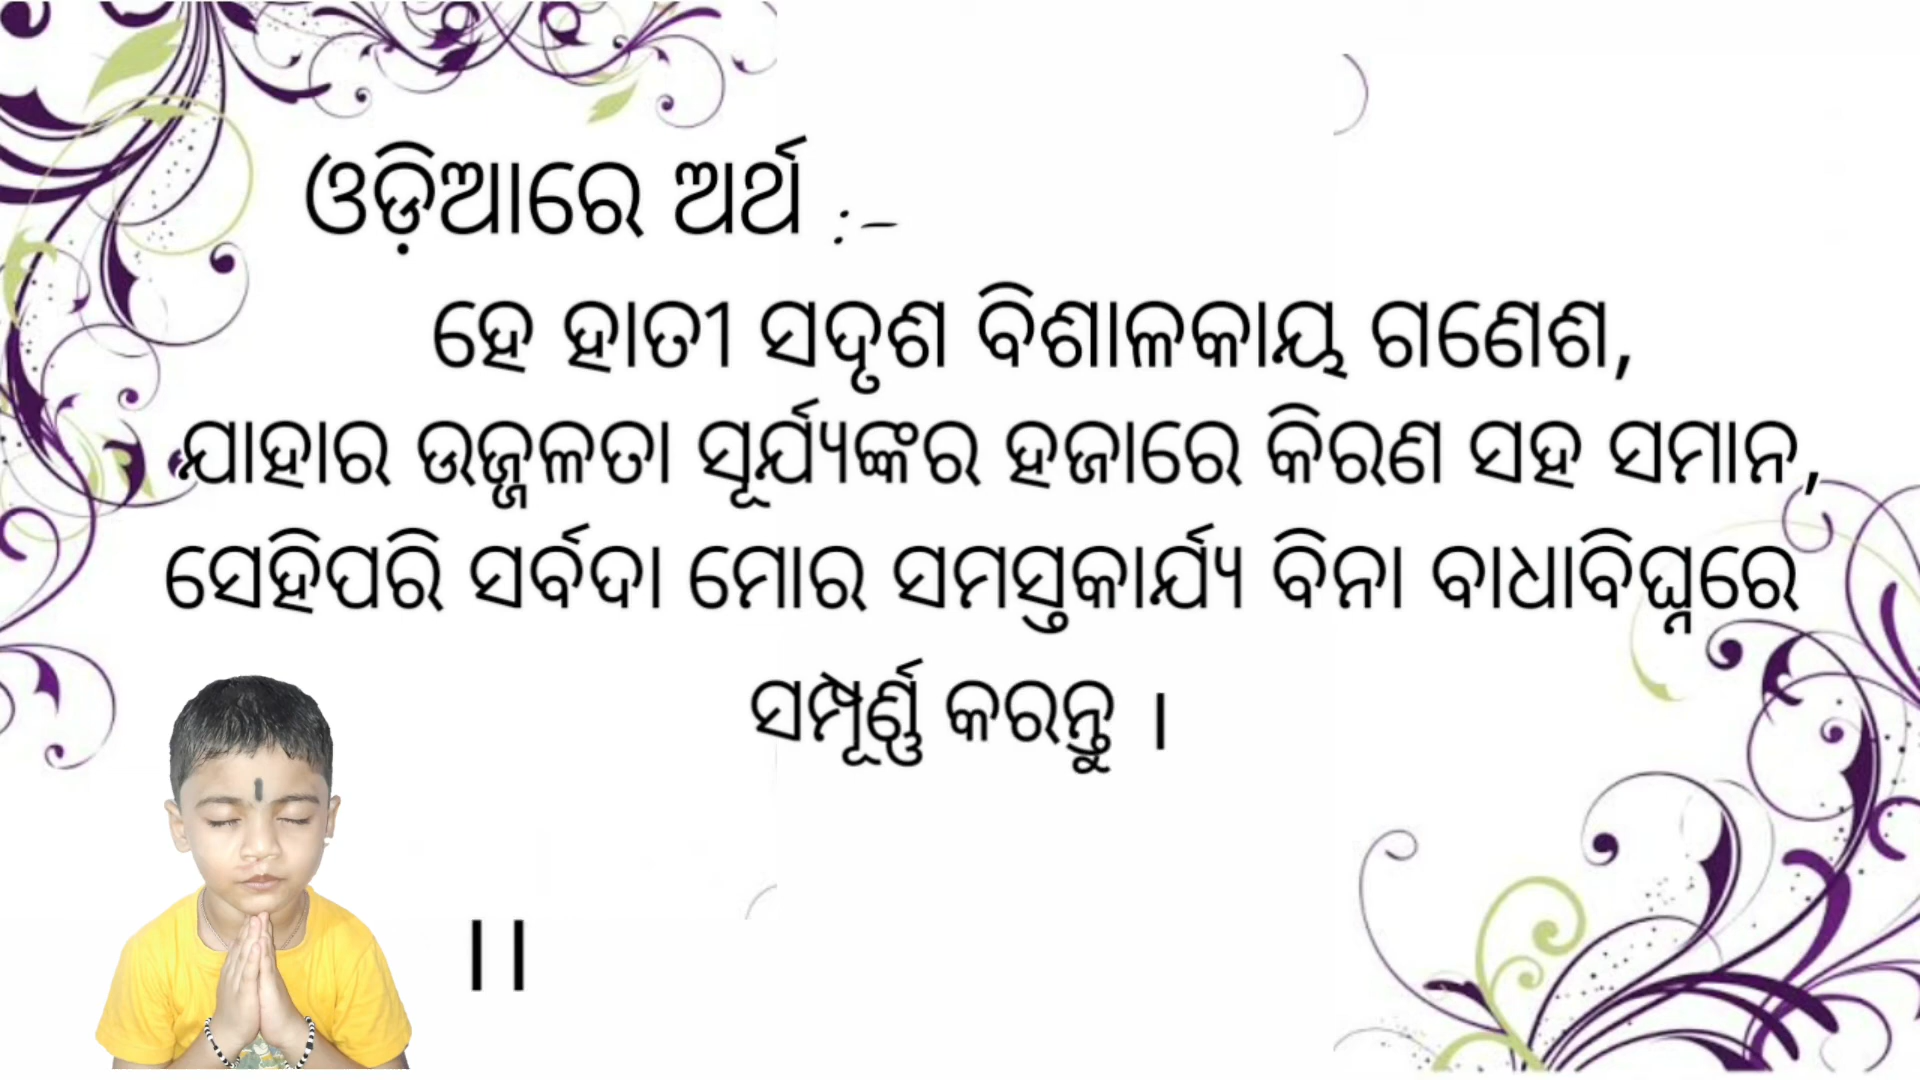 ଓଡ଼ିଆରେ ଅର୍ଥ :-
ହେ ହାତୀ ସଦୃଶ ବିଶାଳକାୟ ଗଣେଶ,
ଯାହାର ଉଜ୍ଜଳତା ସୂର୍ଯ୍ୟଙ୍କର ହଜାରେ କିରଣ ସହ ସମାନ,
ସେହିପରି ସର୍ବଦା ମୋର ସମସ୍ତକାର୍ଯ୍ୟ ବିନା ବାଧାବିଘ୍ନରେ
ସମ୍ପୂର୍ଣ୍ଣ କରନ୍ତୁ ।
।।